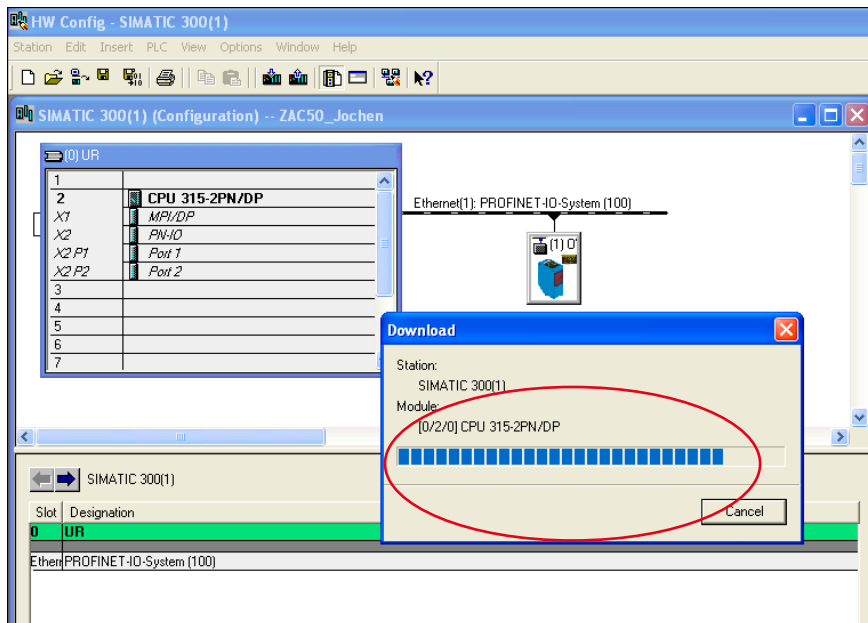 HW Config - SIMATIC 300(1)
Station Edit Insert PLC View Options Window Help
SIMATIC 300(1) (Configuration) -- ZAC50_Jochen
(0) UR
1
2 CPU 315-2PN/DP
X1 MPI/DP
X2 PN-IO
X2 P1 Port 1
X2 P2 Port 2
3
4
5
6
7
Ethernet(1): PROFINET-IO-System (100)
(1) O
Download
Station:
SIMATIC 300(1)
Module:
[0/2/0] CPU 315-2PN/DP
Cancel
SIMATIC 300(1)
Slot Designation
0 UR
Ethern PROFINET-IO-System (100)